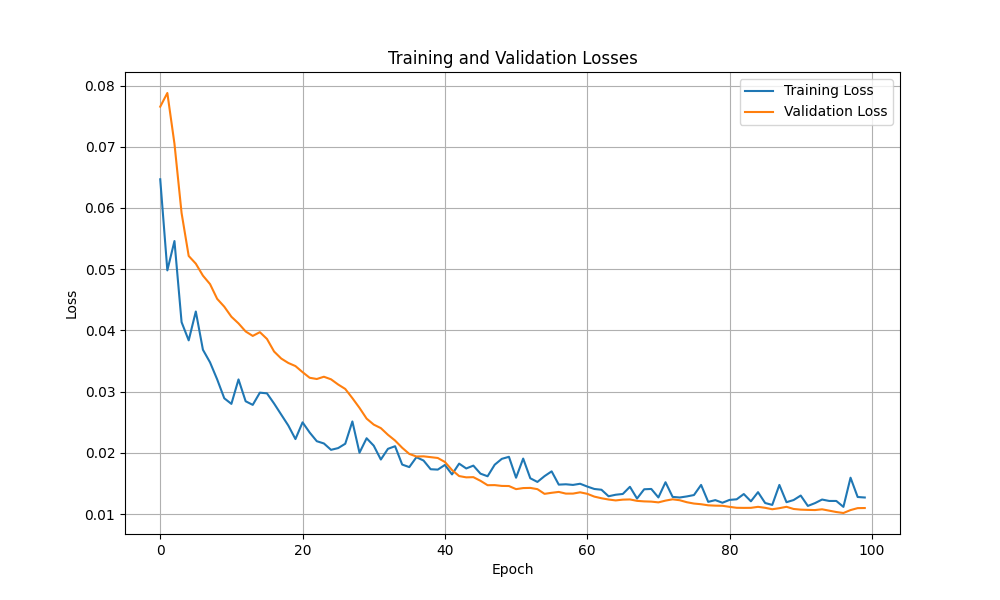 Training and Validation Losses
Training Loss
Validation Loss
0.08
0.07
0.06
0.05
0.04
0.03
0.02
0.01
Loss
0 20 40 60 80 100
Epoch